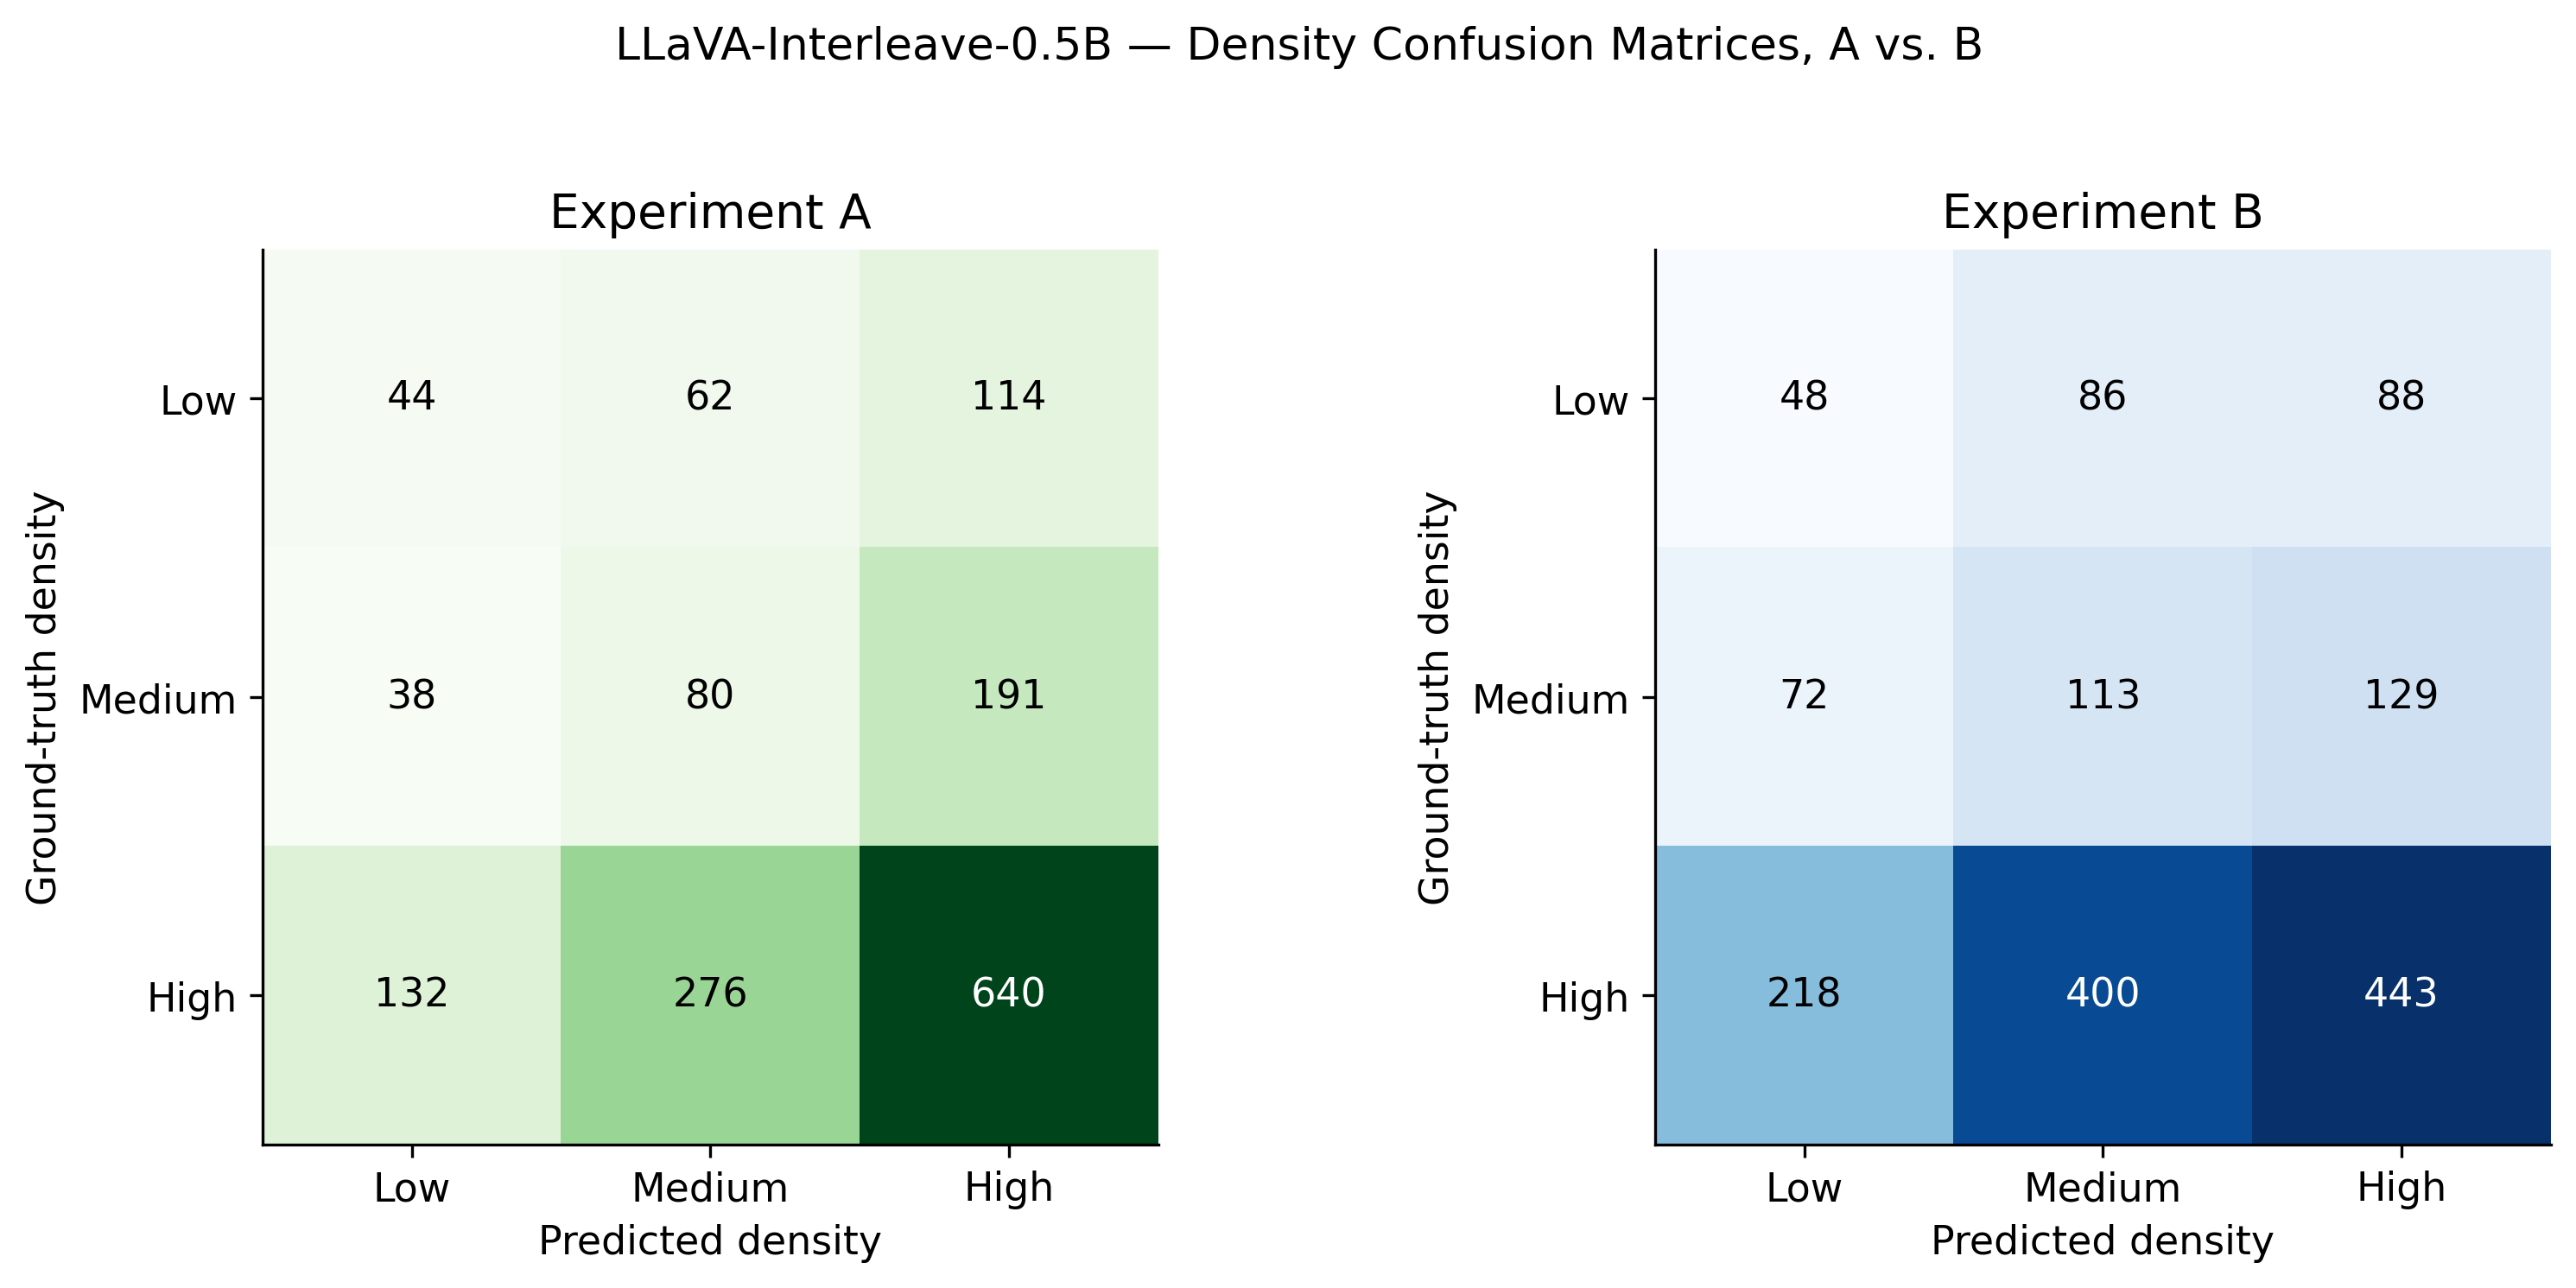 LLaVA-Interleave-0.5B — Density Confusion Matrices, A vs. B
Experiment A
Ground-truth density
Low
44 62 114
Medium
38 80 191
High
132 276 640
Low Medium High
Predicted density
Experiment B
Ground-truth density
Low
48 86 88
Medium
72 113 129
High
218 400 443
Low Medium High
Predicted density